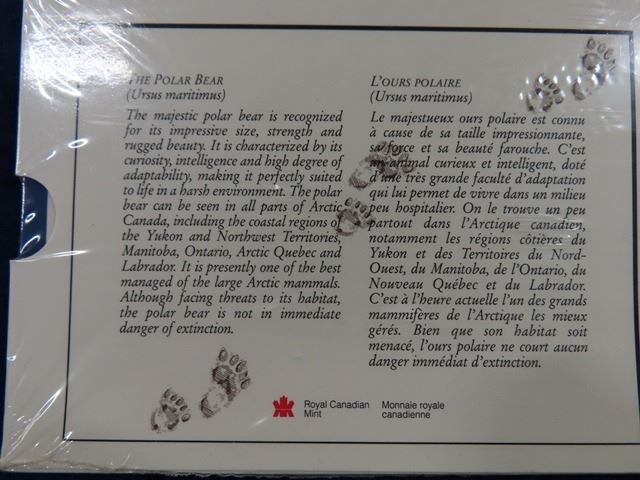 THE POLAR BEAR
(Ursus maritimus)
The majestic polar bear is recognized
for its impressive size, strength and
rugged beauty. It is characterized by its
curiosity, intelligence and high degree of
adaptability, making it perfectly suited
to life in a harsh environment. The polar
bear can be seen in all parts of Arctic
Canada, including the coastal regions of
the Yukon and Northwest Territories,
Manitoba, Ontario, Arctic Quebec and
Labrador. It is presently one of the best
managed of the large Arctic mammals.
Although facing threats to its habitat,
the polar bear is not in immediate
danger of extinction.
L'OURS POLAIRE
(Ursus maritimus)
Le majestueux ours polaire est connu
à cause de sa taille impressionnante,
sa force et sa beauté farouche. C'est
un animal curieux et intelligent, doté
d'une très grande faculté d'adaptation
qui lui permet de vivre dans un milieu
peu hospitalier. On le trouve un peu
partout dans l'Arctique canadien,
notamment les régions côtières du
Yukon et des Territoires du Nord-
Ouest, du Manitoba, de l'Ontario, du
Nouveau Québec et du Labrador.
C'est à l'heure actuelle l'un des grands
mammifères de l'Arctique les mieux
gérés. Bien que son habitat soit
menacé, l'ours polaire ne court aucun
danger immédiat d'extinction.
Royal Canadian
Mint
Monnaie royale
canadienne